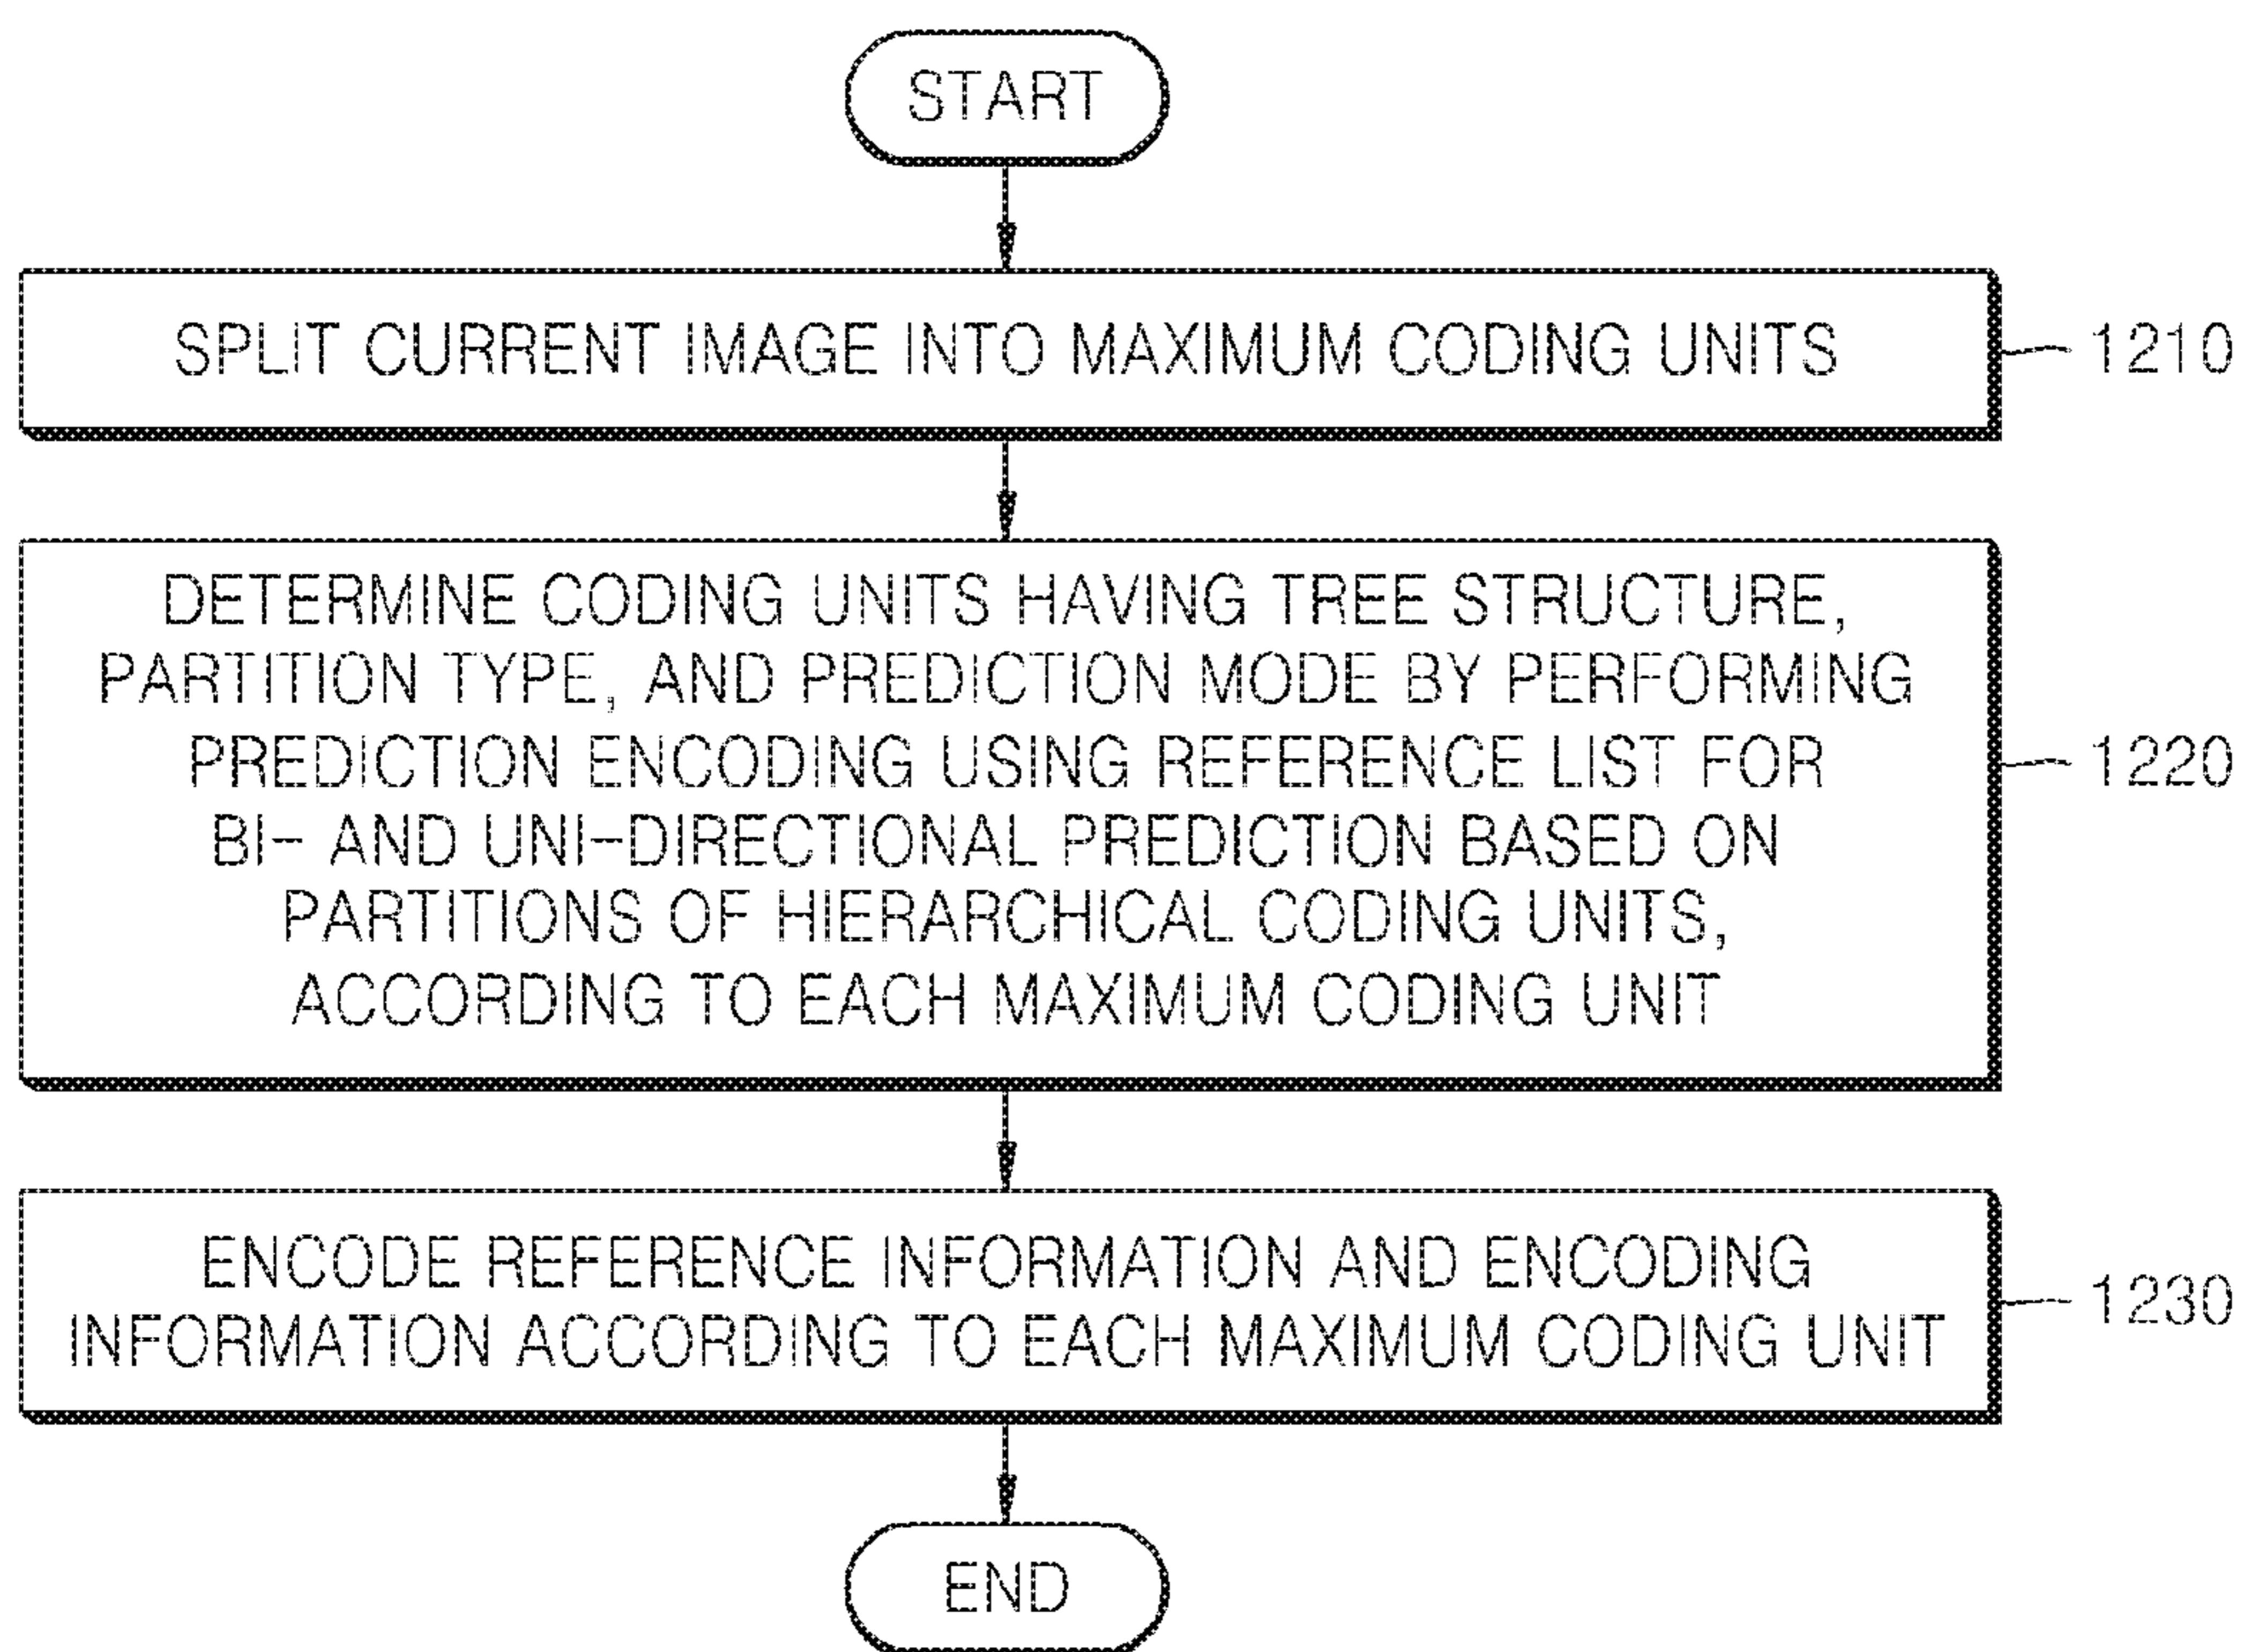 START
SPLIT CURRENT IMAGE INTO MAXIMUM CODING UNITS
1210
DETERMINE CODING UNITS HAVING TREE STRUCTURE,
PARTITION TYPE, AND PREDICTION MODE BY PERFORMING
PREDICTION ENCODING USING REFERENCE LIST FOR
BI- AND UNI-DIRECTIONAL PREDICTION BASED ON
PARTITIONS OF HIERARCHICAL CODING UNITS,
ACCORDING TO EACH MAXIMUM CODING UNIT
1220
ENCODE REFERENCE INFORMATION AND ENCODING
INFORMATION ACCORDING TO EACH MAXIMUM CODING UNIT
1230
END